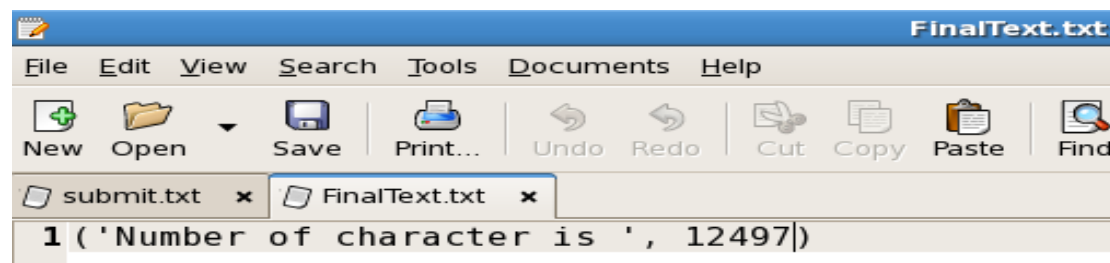 FinalText.txt
File Edit View Search Tools Documents Help
New Open Save Print... Undo Redo Cut Copy Paste Find
submit.txt FinalText.txt
1 ('Number of character is ', 12497)